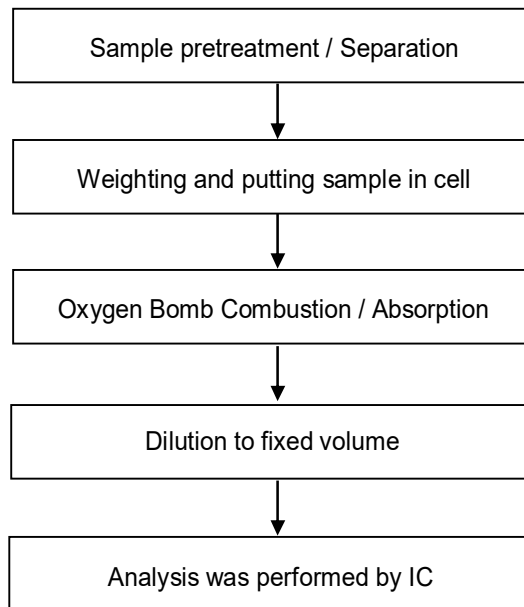 Sample pretreatment / Separation
Weighting and putting sample in cell
Oxygen Bomb Combustion / Absorption
Dilution to fixed volume
Analysis was performed by IC